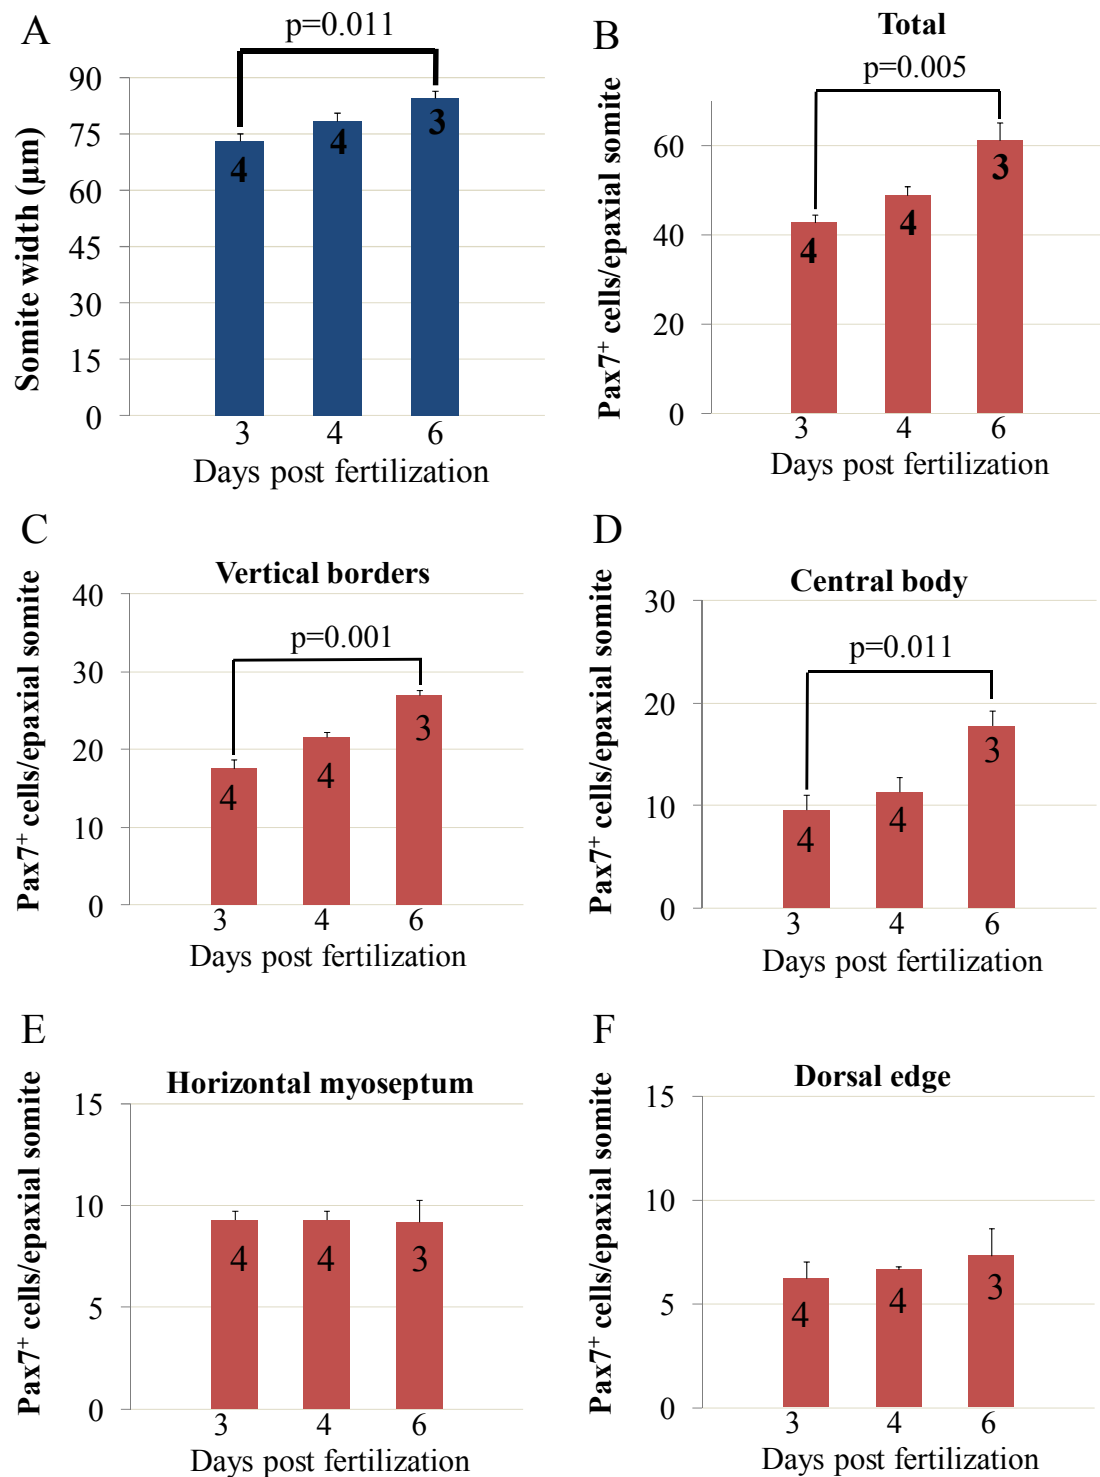 A
p=0.011
Somite width (µm)
90
75
60
45
30
15
0
4
4
3
3
4
6
Days post fertilization
B
Total
p=0.005
Pax7⁺ cells/epaxial somite
60
40
20
0
4
4
3
3
4
6
Days post fertilization
C
Vertical borders
p=0.001
Pax7⁺ cells/epaxial somite
40
30
20
10
0
4
4
3
3
4
6
Days post fertilization
D
Central body
p=0.011
Pax7⁺ cells/epaxial somite
30
20
10
0
4
4
3
3
4
6
Days post fertilization
E
Horizontal myoseptum
Pax7⁺ cells/epaxial somite
15
10
5
0
4
4
3
3
4
6
Days post fertilization
F
Dorsal edge
Pax7⁺ cells/epaxial somite
15
10
5
0
4
4
3
3
4
6
Days post fertilization